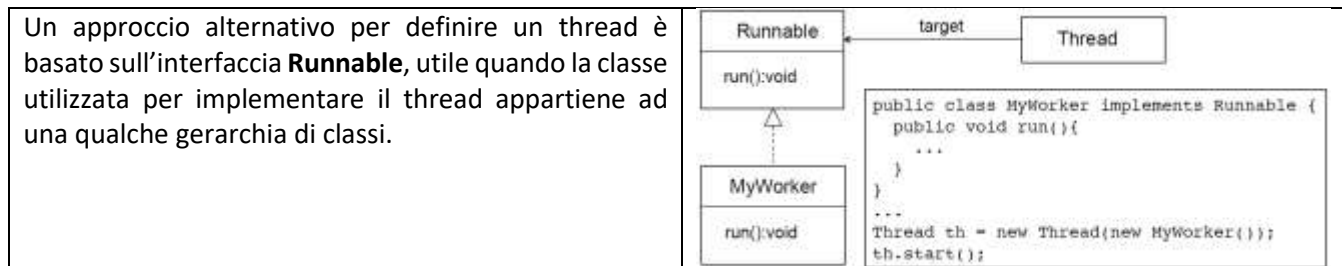 Un approccio alternativo per definire un thread è
basato sull'interfaccia Runnable, utile quando la classe
utilizzata per implementare il thread appartiene ad
una qualche gerarchia di classi.
Runnable
run():void
target
Thread
MyWorker
run():void
public class MyWorker implements Runnable {
public void run(){
...
}
}
...
Thread th = new Thread(new MyWorker());
th.start();